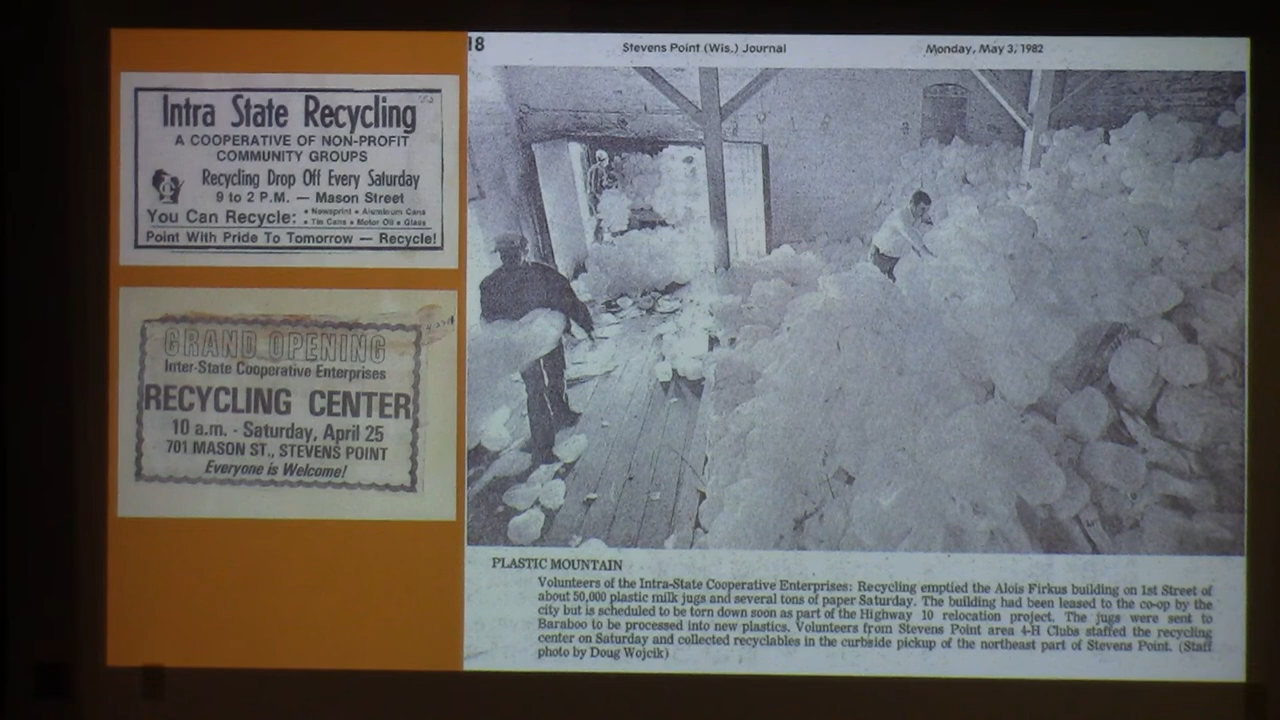 Intra State Recycling
A COOPERATIVE OF NON-PROFIT
COMMUNITY GROUPS
Recycling Drop Off Every Saturday
9 to 2 P.M. — Mason Street
You Can Recycle: • Newsprint • Aluminum Cans
• Tin Cans • Motor Oil • Glass
Point With Pride To Tomorrow — Recycle!
GRAND OPENING
Inter-State Cooperative Enterprises
RECYCLING CENTER
10 a.m. - Saturday, April 25
701 MASON ST., STEVENS POINT
Everyone is Welcome!
18 Stevens Point (Wis.) Journal Monday, May 3, 1982
PLASTIC MOUNTAIN
Volunteers of the Intra-State Cooperative Enterprises: Recycling emptied the Alois Firkus building on 1st Street of
about 50,000 plastic milk jugs and several tons of paper Saturday. The building had been leased to the co-op by the
city but is scheduled to be torn down soon as part of the Highway 10 relocation project. The jugs were sent to
Baraboo to be processed into new plastics. Volunteers from Stevens Point area 4-H Clubs staffed the recycling
center on Saturday and collected recyclables in the curbside pickup of the northeast part of Stevens Point. (Staff
photo by Doug Wojcik)